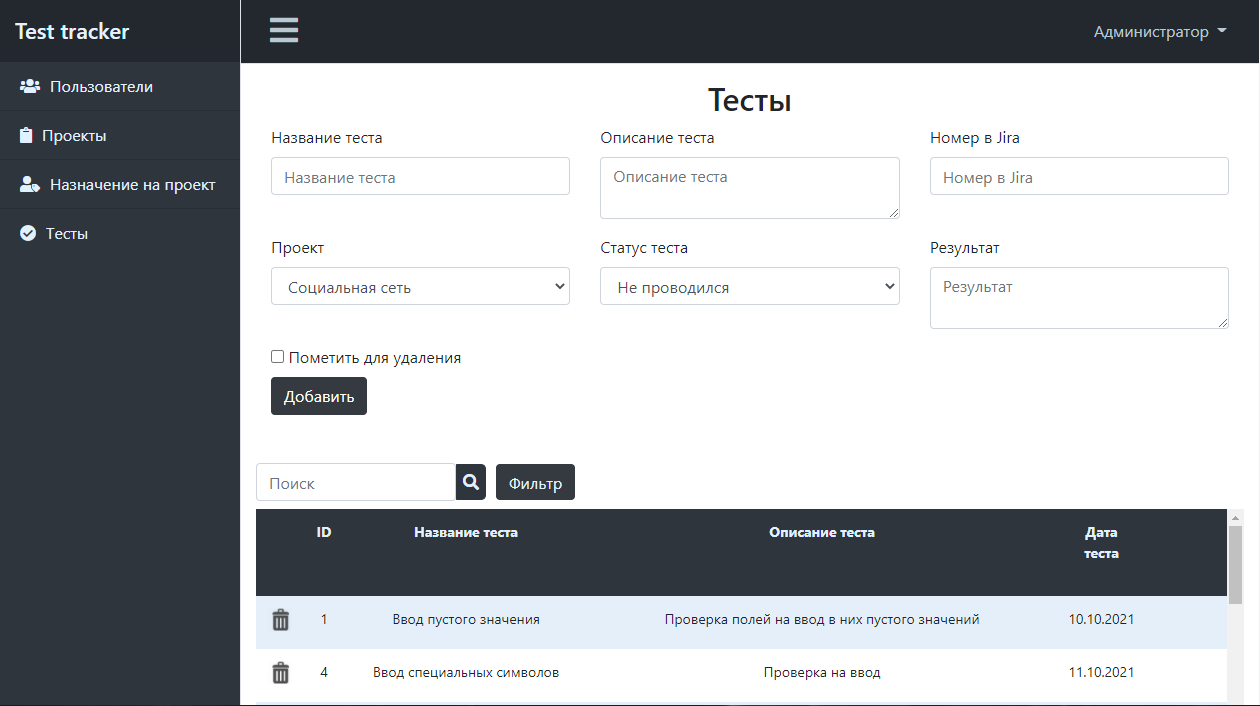 Test tracker
Администратор
Пользователи
Проекты
Назначение на проект
Тесты
Тесты
Название теста
Описание теста
Номер в Jira
Название теста
Описание теста
Номер в Jira
Проект
Статус теста
Результат
Социальная сеть
Не проводился
Результат
Пометить для удаления
Добавить
Поиск
Фильтр
ID
Название теста
Описание теста
Дата
теста
1
Ввод пустого значения
Проверка полей на ввод в них пустого значений
10.10.2021
4
Ввод специальных символов
Проверка на ввод
11.10.2021